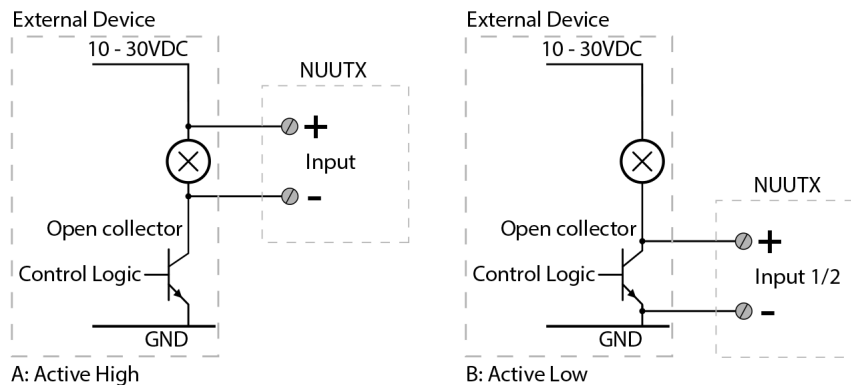 External Device
10 - 30VDC
NUUTX
+
Input
-
Open collector
Control Logic
GND
A: Active High
External Device
10 - 30VDC
NUUTX
Open collector
+
Control Logic
Input 1/2
-
GND
B: Active Low